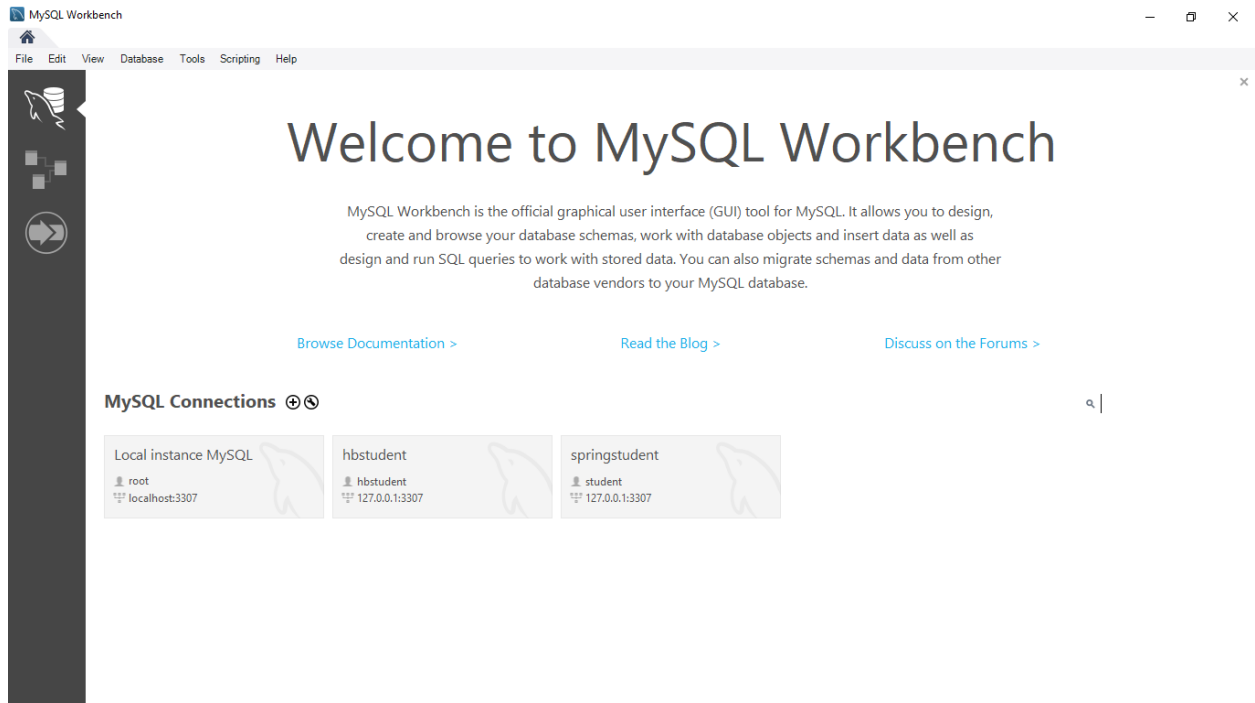 MySQL Workbench
File Edit View Database Tools Scripting Help
Welcome to MySQL Workbench
MySQL Workbench is the official graphical user interface (GUI) tool for MySQL. It allows you to design,
create and browse your database schemas, work with database objects and insert data as well as
design and run SQL queries to work with stored data. You can also migrate schemas and data from other
database vendors to your MySQL database.
Browse Documentation > Read the Blog > Discuss on the Forums >
MySQL Connections
Local instance MySQL
root
localhost:3307
hbstudent
hbstudent
127.0.0.1:3307
springstudent
student
127.0.0.1:3307